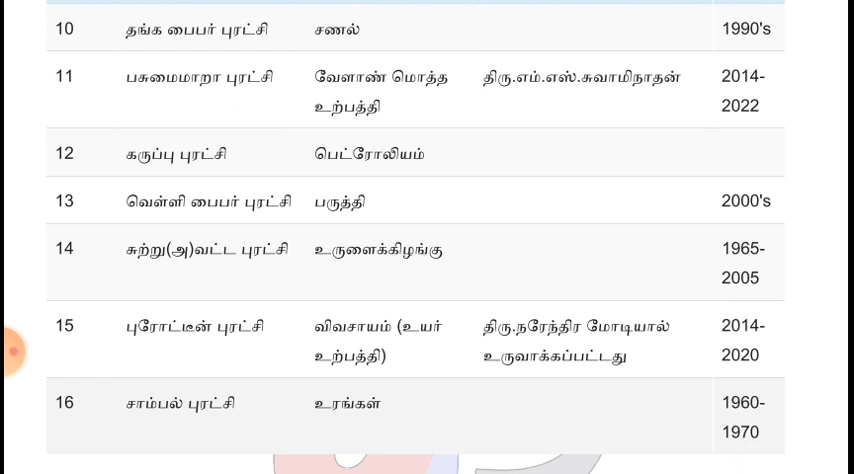 10 தங்க பைபர் புரட்சி சணல் 1990's
11 பசுமைமாறா புரட்சி வேளாண் மொத்த திரு.எம்.எஸ்.சுவாமிநாதன் 2014-
உற்பத்தி 2022
12 கருப்பு புரட்சி பெட்ரோலியம்
13 வெள்ளி பைபர் புரட்சி பருத்தி 2000's
14 சுற்று(அ)வட்ட புரட்சி உருளைக்கிழங்கு 1965-
2005
15 புரோட்டீன் புரட்சி விவசாயம் (உயர் திரு.நரேந்திர மோடியால் 2014-
உற்பத்தி) உருவாக்கப்பட்டது 2020
16 சாம்பல் புரட்சி உரங்கள் 1960-
1970